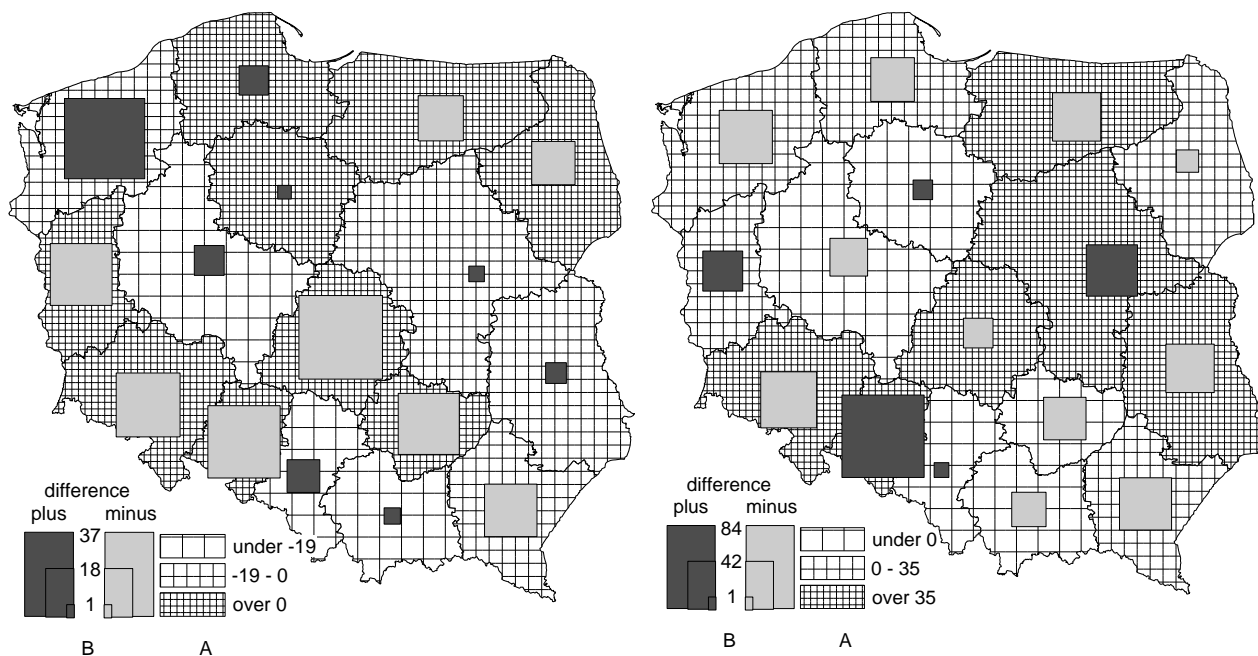 difference
plus minus
37
18
1
under -19
-19 - 0
over 0
B A
difference
plus minus
84
42
1
under 0
0 - 35
over 35
B A